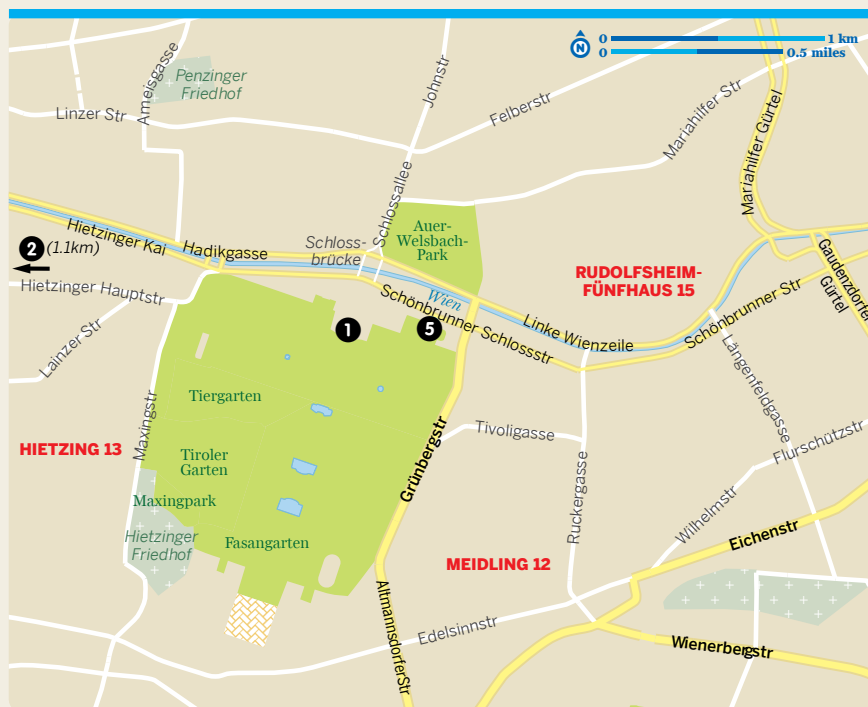 N
0
1 km
0
0.5 miles
Penzinger
Friedhof
Ameisgasse
Linzer Str
Johnstr
Felberstr
Mariahilfer Str
Mariahilfer Gürtel
Schlossallee
Auer-
Welsbach-
Park
Hietzinger Kai
Hadikgasse
Schloss-
brücke
2 (1.1km)
Hietzinger Hauptstr
Wien
RUDOLFSHEIM-
FÜNFHAUS 15
Gaudenzdorfer
Gürtel
Schönbrunner Str
Linke Wienzeile
Schönbrunner Schlossstr
1
5
Lainzer Str
Längenfeldgasse
Tiergarten
Maxingstr
Grünbergstr
Tivoligasse
HIETZING 13
Tiroler
Garten
Flurschützstr
Maxingpark
Ruckergasse
Wilhelmstr
Hietzinger
Friedhof
Fasangarten
Eichenstr
MEIDLING 12
AltmannsdorferStr
Edelsinnstr
Wienerbergstr